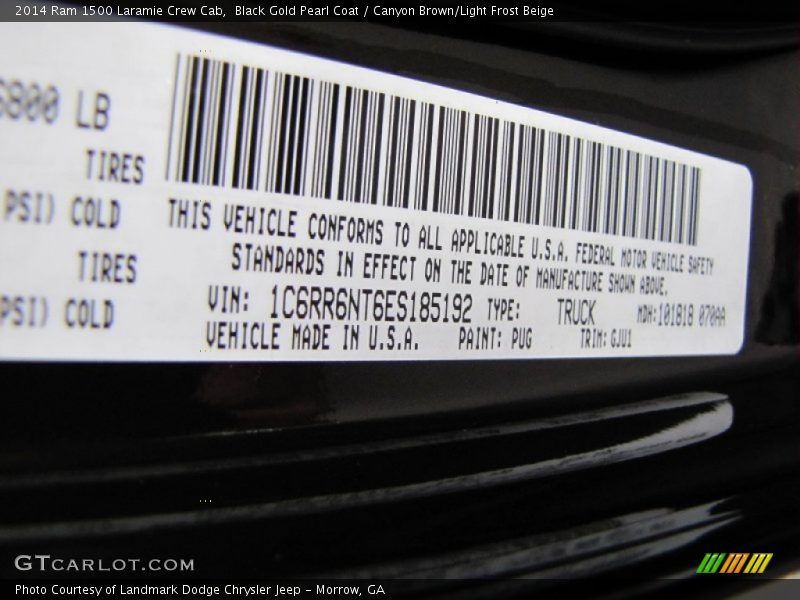 2014 Ram 1500 Laramie Crew Cab,  Black Gold Pearl Coat / Canyon Brown/Light Frost Beige
6800 LB
TIRES
PSI) COLD
TIRES
PSI) COLD
THIS VEHICLE CONFORMS TO ALL APPLICABLE U.S.A. FEDERAL MOTOR VEHICLE SAFETY
STANDARDS IN EFFECT ON THE DATE OF MANUFACTURE SHOWN ABOVE.
VIN: 1C6RR6NT6ES185192 TYPE: TRUCK MDH:101818 070AA
VEHICLE MADE IN U.S.A. PAINT: PUG TRIM: GJU1
GTCARLOT.COM
Photo Courtesy of Landmark Dodge Chrysler Jeep - Morrow, GA